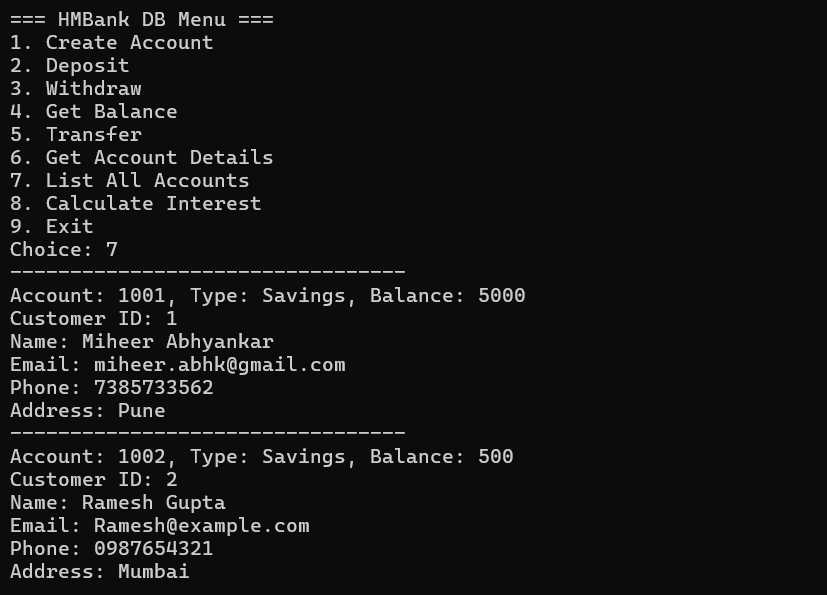 === HMBank DB Menu ===
1. Create Account
2. Deposit
3. Withdraw
4. Get Balance
5. Transfer
6. Get Account Details
7. List All Accounts
8. Calculate Interest
9. Exit
Choice: 7
---------------------------------
Account: 1001, Type: Savings, Balance: 5000
Customer ID: 1
Name: Miheer Abhyankar
Email: miheer.abhk@gmail.com
Phone: 7385733562
Address: Pune
---------------------------------
Account: 1002, Type: Savings, Balance: 500
Customer ID: 2
Name: Ramesh Gupta
Email: Ramesh@example.com
Phone: 0987654321
Address: Mumbai